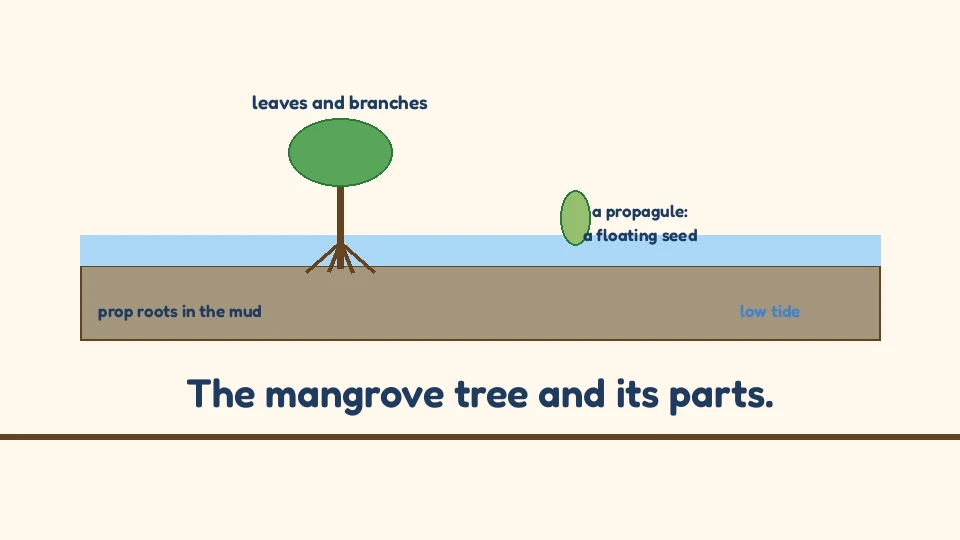 leaves and branches
a propagule:
a floating seed
prop roots in the mud
low tide
The mangrove tree and its parts.